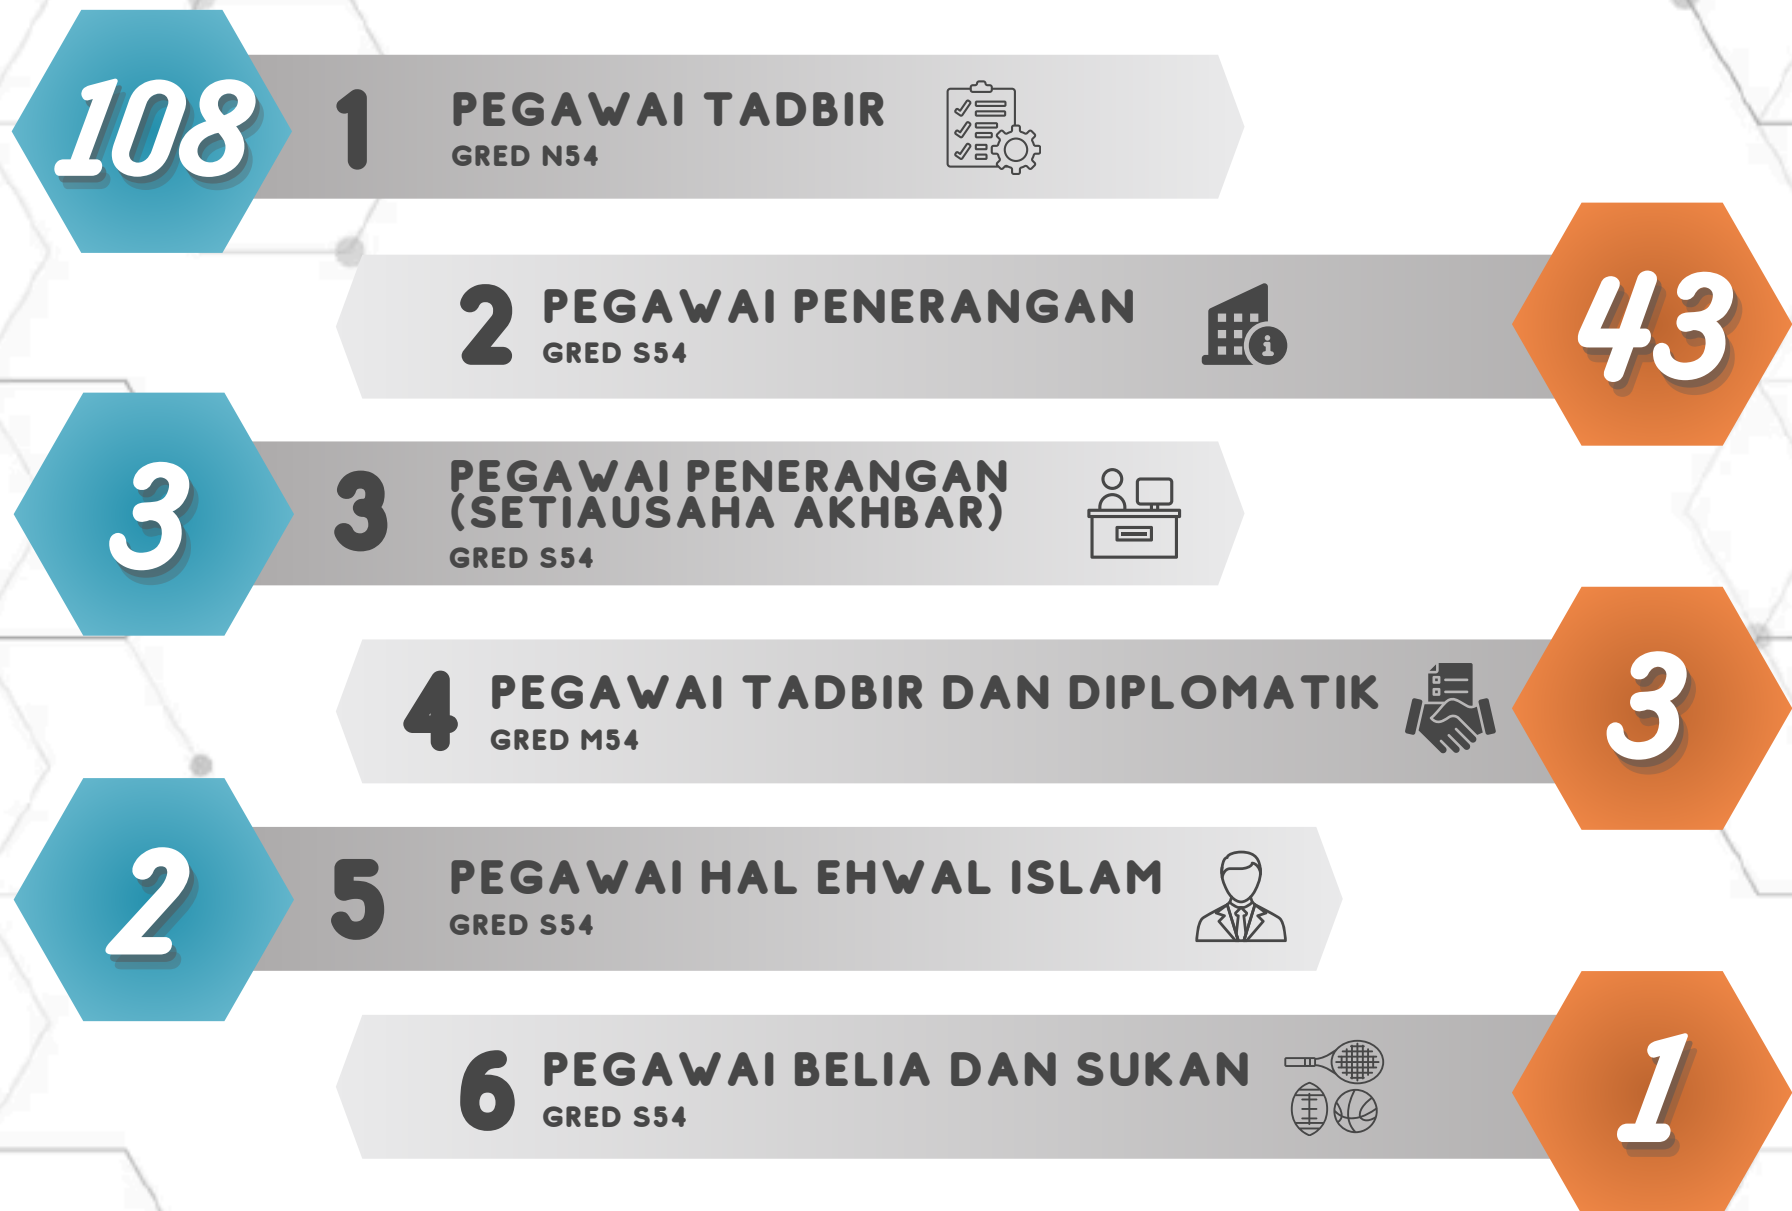 108
1
PEGAWAI TADBIR
GRED N54
2
PEGAWAI PENERANGAN
GRED S54
43
3
3
PEGAWAI PENERANGAN
(SETIAUSAHA AKHBAR)
GRED S54
4
PEGAWAI TADBIR DAN DIPLOMATIK
GRED M54
3
2
5
PEGAWAI HAL EHWAL ISLAM
GRED S54
6
PEGAWAI BELIA DAN SUKAN
GRED S54
1